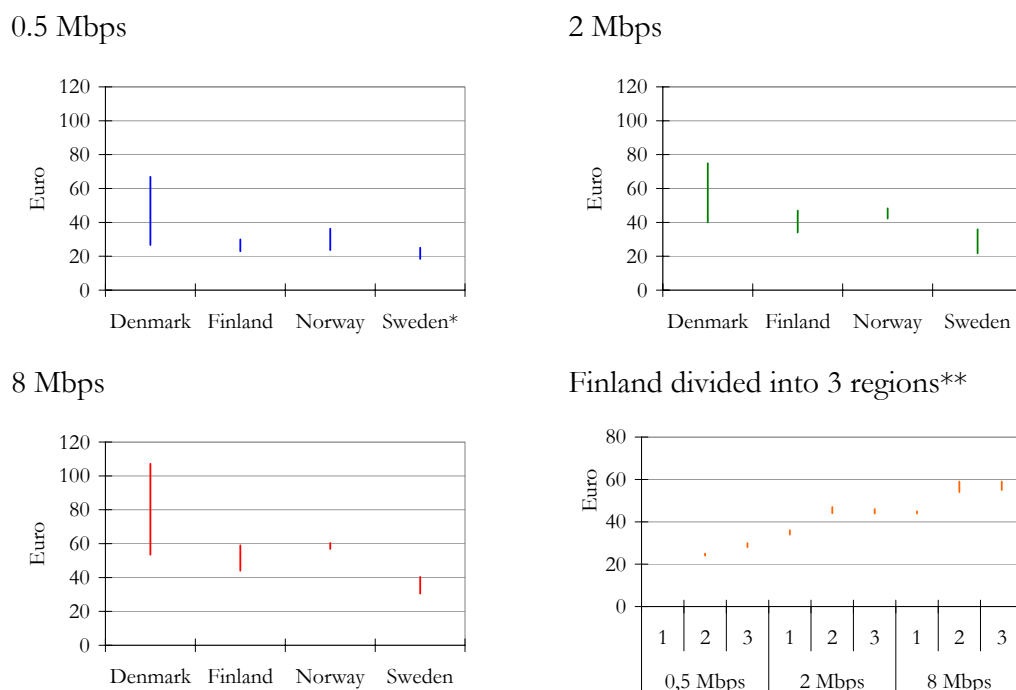 0.5 Mbps
120
100
80
60
40
20
0
Euro
Denmark Finland Norway Sweden*
2 Mbps
120
100
80
60
40
20
0
Euro
Denmark Finland Norway Sweden
8 Mbps
120
100
80
60
40
20
0
Euro
Denmark Finland Norway Sweden
Finland divided into 3 regions**
80
60
40
20
0
Euro
1 2 3 1 2 3 1 2 3
0,5 Mbps 2 Mbps 8 Mbps